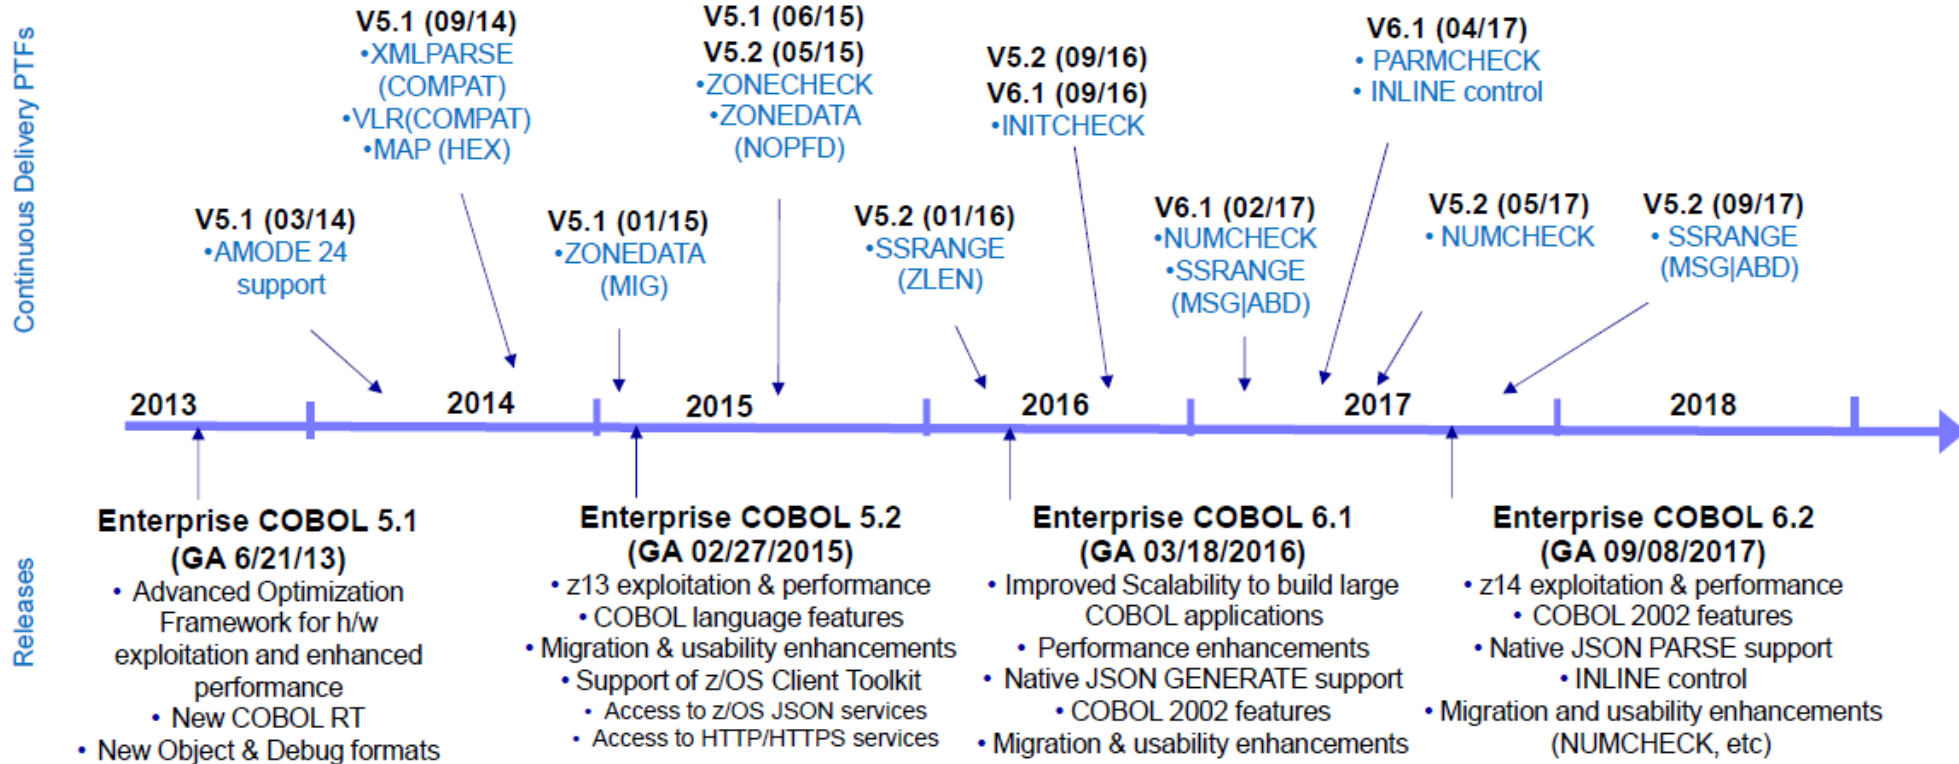 Continuous Delivery PTFs
V5.1 (03/14)
•AMODE 24
support
V5.1 (09/14)
•XMLPARSE
(COMPAT)
•VLR(COMPAT)
•MAP (HEX)
V5.1 (01/15)
•ZONEDATA
(MIG)
V5.1 (06/15)
V5.2 (05/15)
•ZONECHECK
•ZONEDATA
(NOPFD)
V5.2 (01/16)
•SSRANGE
(ZLEN)
V5.2 (09/16)
V6.1 (09/16)
•INITCHECK
V6.1 (02/17)
•NUMCHECK
•SSRANGE
(MSG|ABD)
V6.1 (04/17)
• PARMCHECK
• INLINE control
V5.2 (05/17)
• NUMCHECK
V5.2 (09/17)
• SSRANGE
(MSG|ABD)
2013
2014
2015
2016
2017
2018
Releases
Enterprise COBOL 5.1
(GA 6/21/13)
• Advanced Optimization
Framework for h/w
exploitation and enhanced
performance
• New COBOL RT
• New Object & Debug formats
Enterprise COBOL 5.2
(GA 02/27/2015)
• z13 exploitation & performance
• COBOL language features
• Migration & usability enhancements
• Support of z/OS Client Toolkit
• Access to z/OS JSON services
• Access to HTTP/HTTPS services
Enterprise COBOL 6.1
(GA 03/18/2016)
• Improved Scalability to build large
COBOL applications
• Performance enhancements
• Native JSON GENERATE support
• COBOL 2002 features
• Migration & usability enhancements
Enterprise COBOL 6.2
(GA 09/08/2017)
• z14 exploitation & performance
• COBOL 2002 features
• Native JSON PARSE support
• INLINE control
• Migration and usability enhancements
(NUMCHECK, etc)